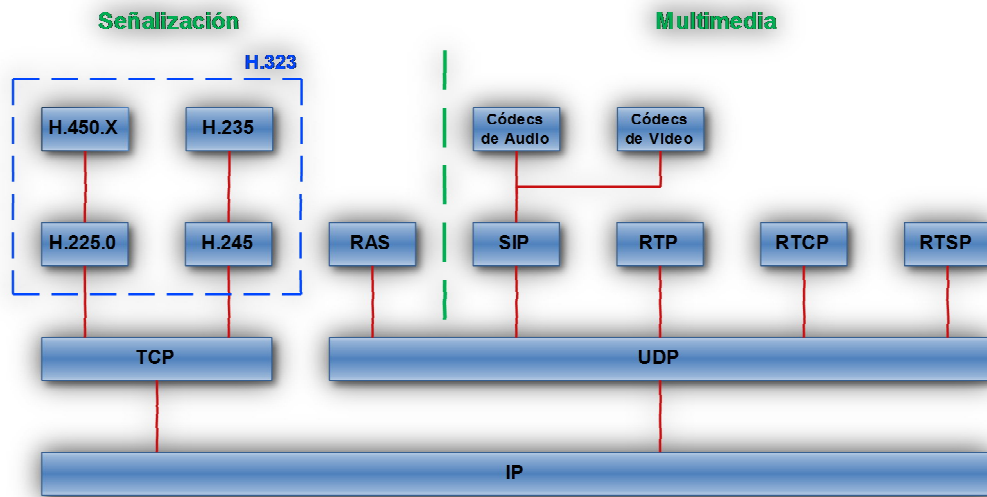 Señalización
Multimedia
H.323
H.450.X
H.235
Códecs
de Audio
Códecs
de Video
H.225.0
H.245
RAS
SIP
RTP
RTCP
RTSP
TCP
UDP
IP